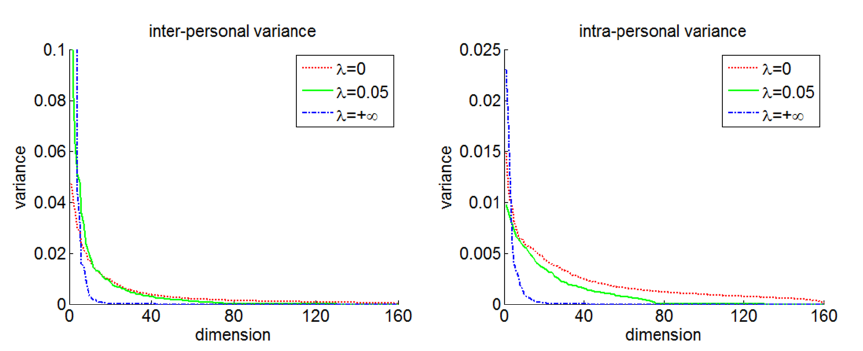 inter-personal variance
0.1
0.08
0.06
0.04
0.02
0
variance
λ=0
λ=0.05
λ=+∞
0 40 80 120 160
dimension
intra-personal variance
0.025
0.02
0.015
0.01
0.005
0
variance
λ=0
λ=0.05
λ=+∞
0 40 80 120 160
dimension